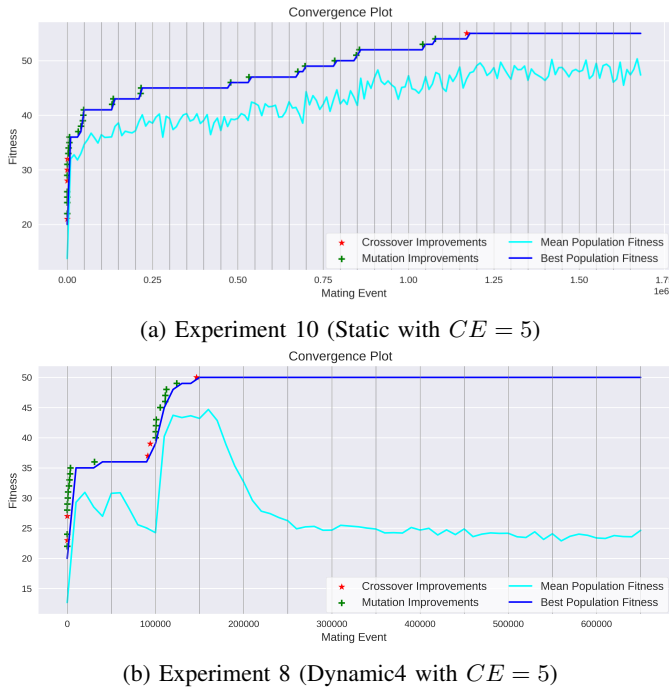 Convergence Plot
50
40
30
20
Fitness
Crossover Improvements
Mutation Improvements
Mean Population Fitness
Best Population Fitness
0.00 0.25 0.50 0.75 1.00 1.25 1.50 1.7
1e6
Mating Event
(a) Experiment 10 (Static with CE = 5)
Convergence Plot
50
45
40
35
30
25
20
15
Fitness
Crossover Improvements
Mutation Improvements
Mean Population Fitness
Best Population Fitness
0 100000 200000 300000 400000 500000 600000
Mating Event
(b) Experiment 8 (Dynamic4 with CE = 5)